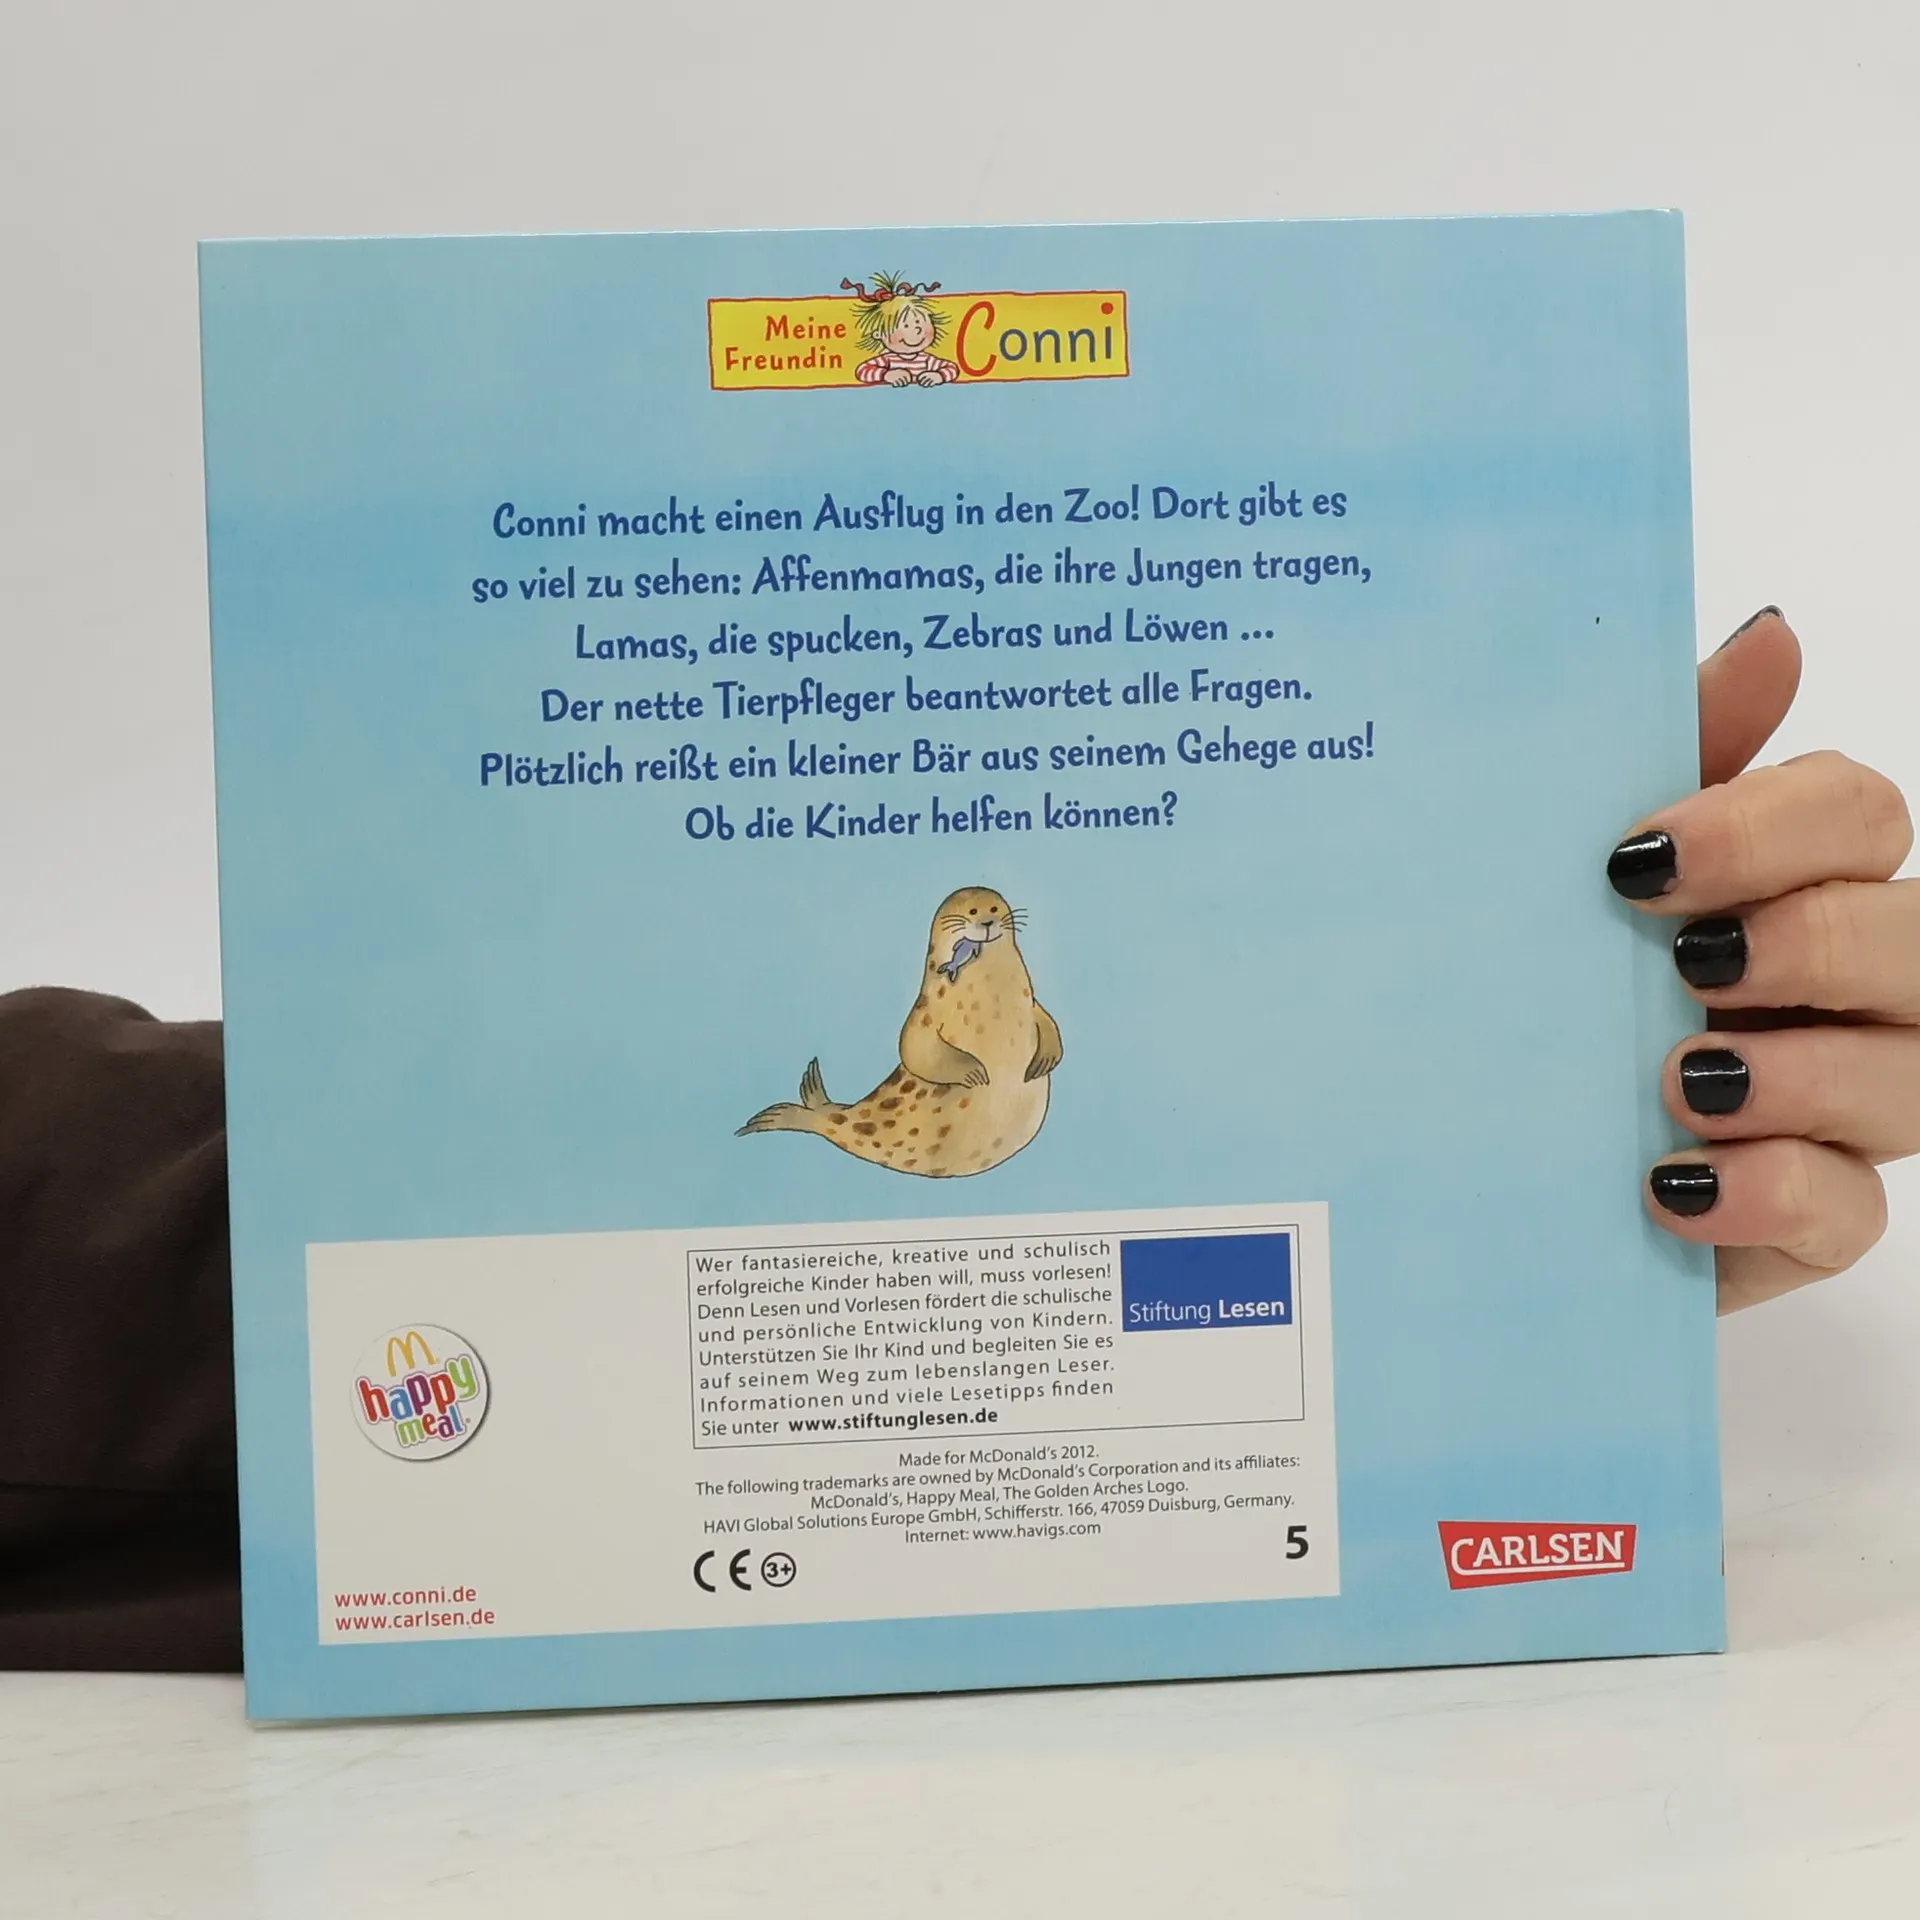 Meine
Freundin
Conni
Conni macht einen Ausflug in den Zoo! Dort gibt es
so viel zu sehen: Affenmamas, die ihre Jungen tragen,
Lamas, die spucken, Zebras und Löwen ...
Der nette Tierpfleger beantwortet alle Fragen.
Plötzlich reißt ein kleiner Bär aus seinem Gehege aus!
Ob die Kinder helfen können?
Wer fantasiereiche, kreative und schulisch
erfolgreiche Kinder haben will, muss vorlesen!
Denn Lesen und Vorlesen fördert die schulische
und persönliche Entwicklung von Kindern.
Unterstützen Sie Ihr Kind und begleiten Sie es
auf seinem Weg zum lebenslangen Leser.
Informationen und viele Lesetipps finden
Sie unter www.stiftunglesen.de
Stiftung Lesen
happy
meal
Made for McDonald's 2012.
The following trademarks are owned by McDonald's Corporation and its affiliates:
McDonald's, Happy Meal, The Golden Arches Logo.
HAVI Global Solutions Europe GmbH, Schifferstr. 166, 47059 Duisburg, Germany.
Internet: www.havigs.com
CE 3+
5
www.conni.de
www.carlsen.de
CARLSEN